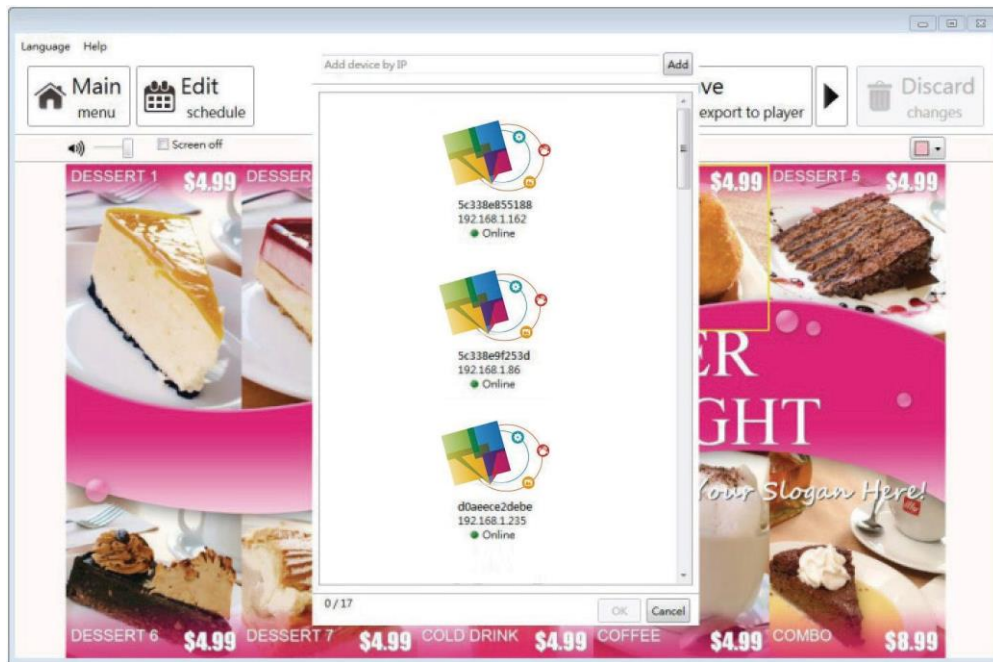 Language Help
Add device by IP
Add
Main
menu
Edit
schedule
ve
export to player
Discard
changes
Screen off
DESSERT 1 $4.99 DESSER
$4.99 DESSERT 5 $4.99
5c338e855188
192.168.1.162
Online
5c338e9f253d
192.168.1.86
Online
ER
GHT
Your Slogan Here!
d0aeece2debe
192.168.1.235
Online
illy
0 / 17
OK Cancel
DESSERT 6 $4.99 DESSERT 7 $4.99 COLD DRINK $4.99 COFFEE $4.99 COMBO $8.99